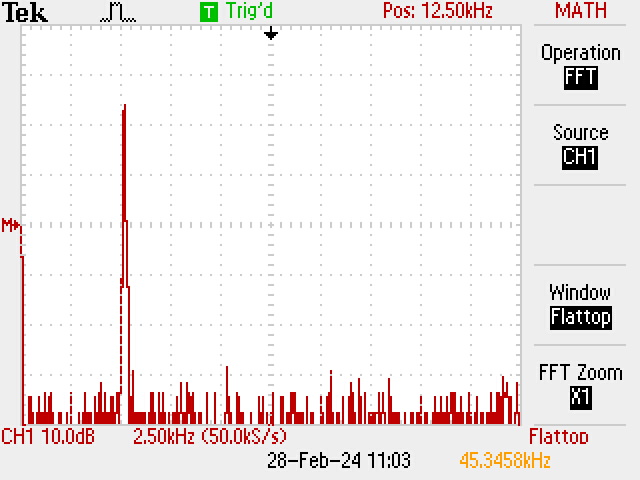 Tek T Trig'd Pos: 12.50kHz MATH
Operation
FFT
Source
CH1
M
Window
Flattop
FFT Zoom
X1
CH1 10.0dB 2.50kHz (50.0kS/s) Flattop
28-Feb-24 11:03 45.3458kHz